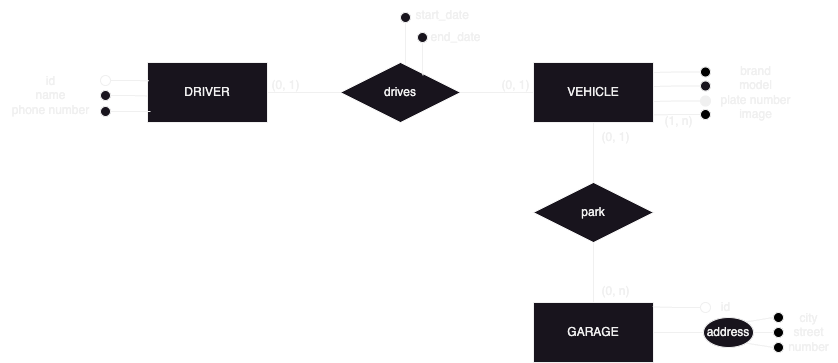 start_date
end_date
id
name
phone number
DRIVER
(0, 1)
drives
(0, 1)
VEHICLE
brand
model
plate number
image
(1, n)
(0, 1)
park
(0, n)
GARAGE
id
address
city
street
number